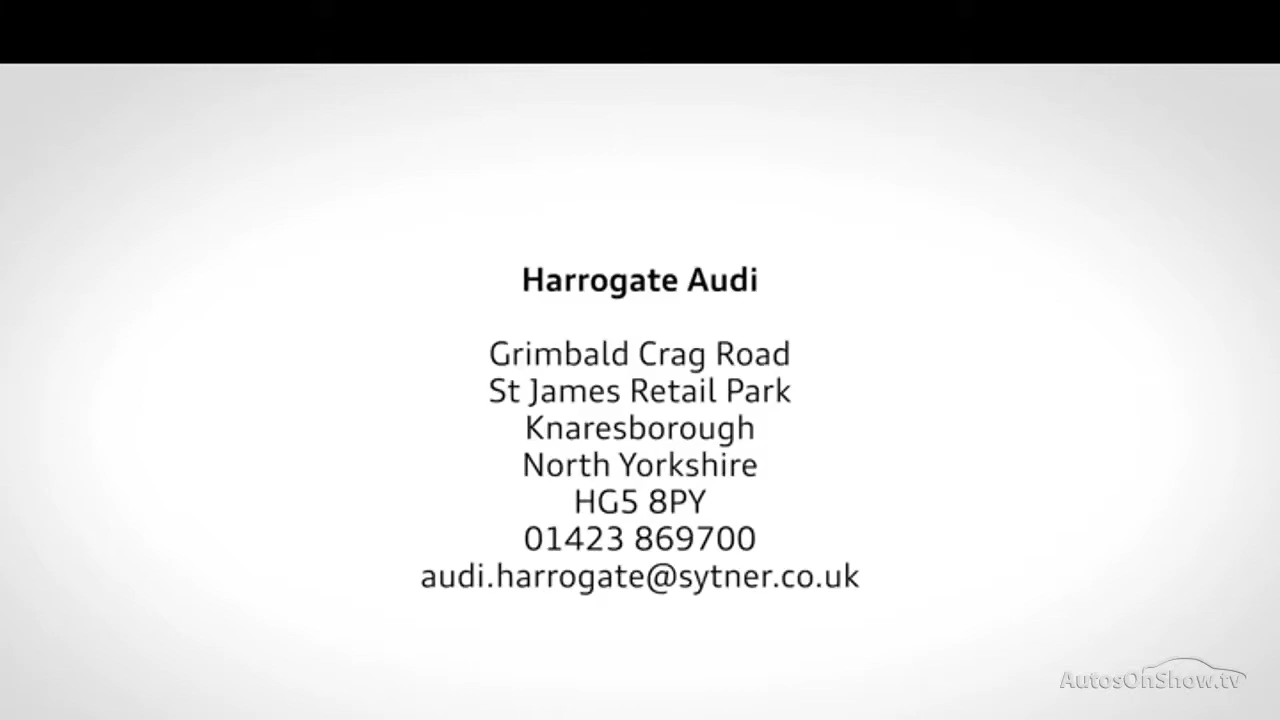 Harrogate Audi
Grimbald Crag Road
St James Retail Park
Knaresborough
North Yorkshire
HG5 8PY
01423 869700
audi.harrogate@sytner.co.uk
AutosOnShow.tv